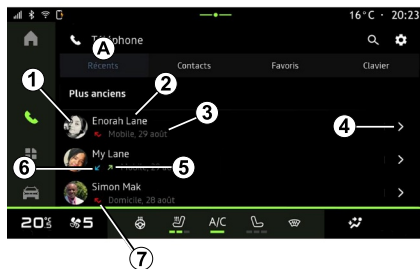 16°C · 20:23
Téléphone
A
Récents Contacts Favoris Clavier
Plus anciens
1 2 3 4
Enorah Lane
Mobile, 29 août
My Lane
6 5
Simon Mak
Domicile, 28 août
20°5 5 A/C
7